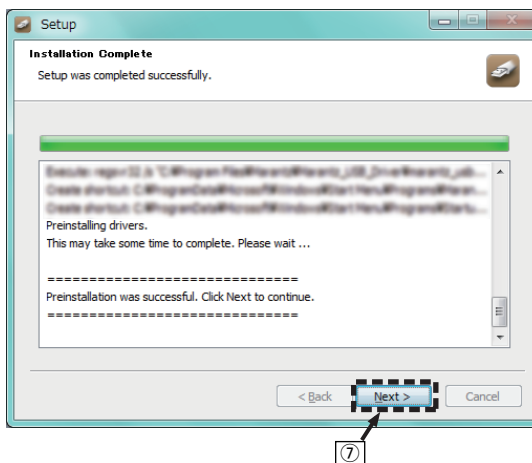 Setup
Installation Complete
Setup was completed successfully.
Preinstalling drivers.
This may take some time to complete. Please wait ...
==============================
Preinstallation was successful. Click Next to continue.
==============================
< Back
Next >
Cancel
⑦